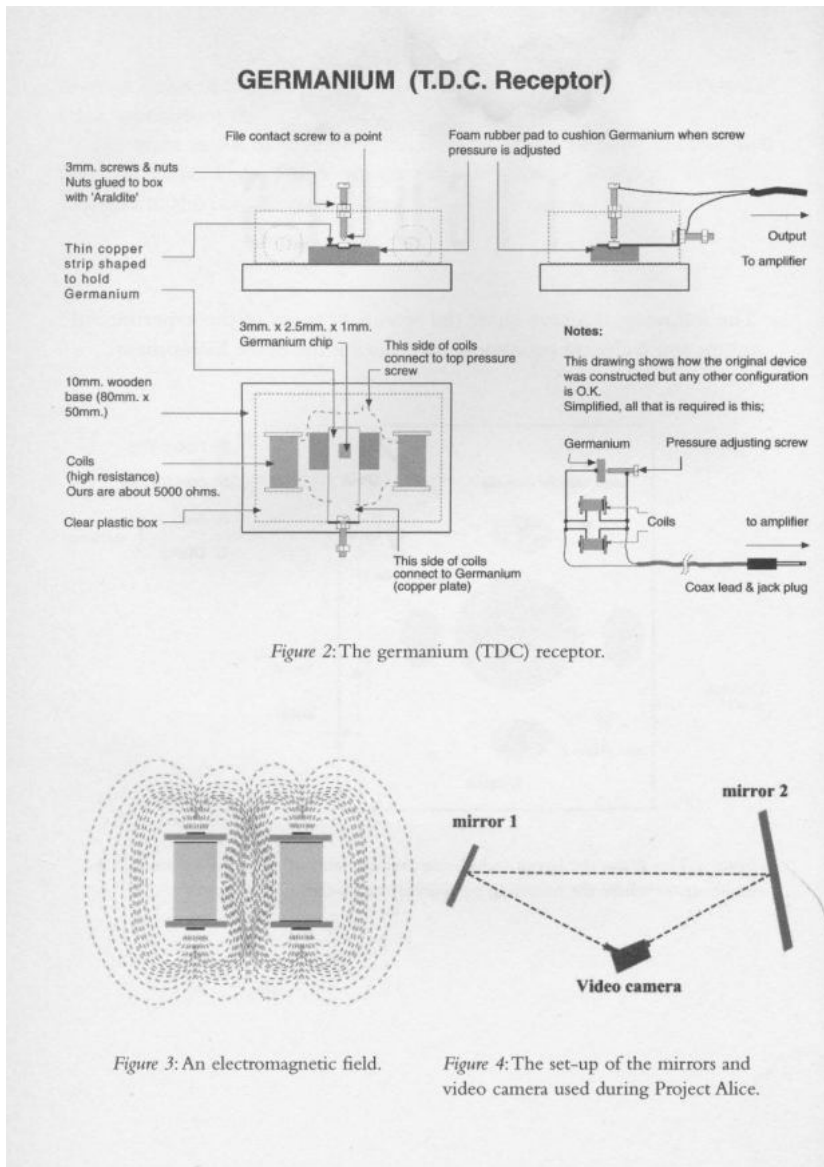 GERMANIUM (T.D.C. Receptor)
File contact screw to a point
Foam rubber pad to cushion Germanium when screw
pressure is adjusted
3mm. screws & nuts
Nuts glued to box
with 'Araldite'
Thin copper
strip shaped
to hold
Germanium
Output
To amplifier
3mm. x 2.5mm. x 1mm.
Germanium chip
This side of coils
connect to top pressure
screw
10mm. wooden
base (80mm. x
50mm.)
Coils
(high resistance)
Ours are about 5000 ohms.
Clear plastic box
This side of coils
connect to Germanium
(copper plate)
Notes:
This drawing shows how the original device
was constructed but any other configuration
is O.K.
Simplified, all that is required is this;
Germanium
Pressure adjusting screw
Coils
to amplifier
Coax lead & jack plug
Figure 2: The germanium (TDC) receptor.
mirror 1
mirror 2
Video camera
Figure 3: An electromagnetic field.
Figure 4: The set-up of the mirrors and
video camera used during Project Alice.